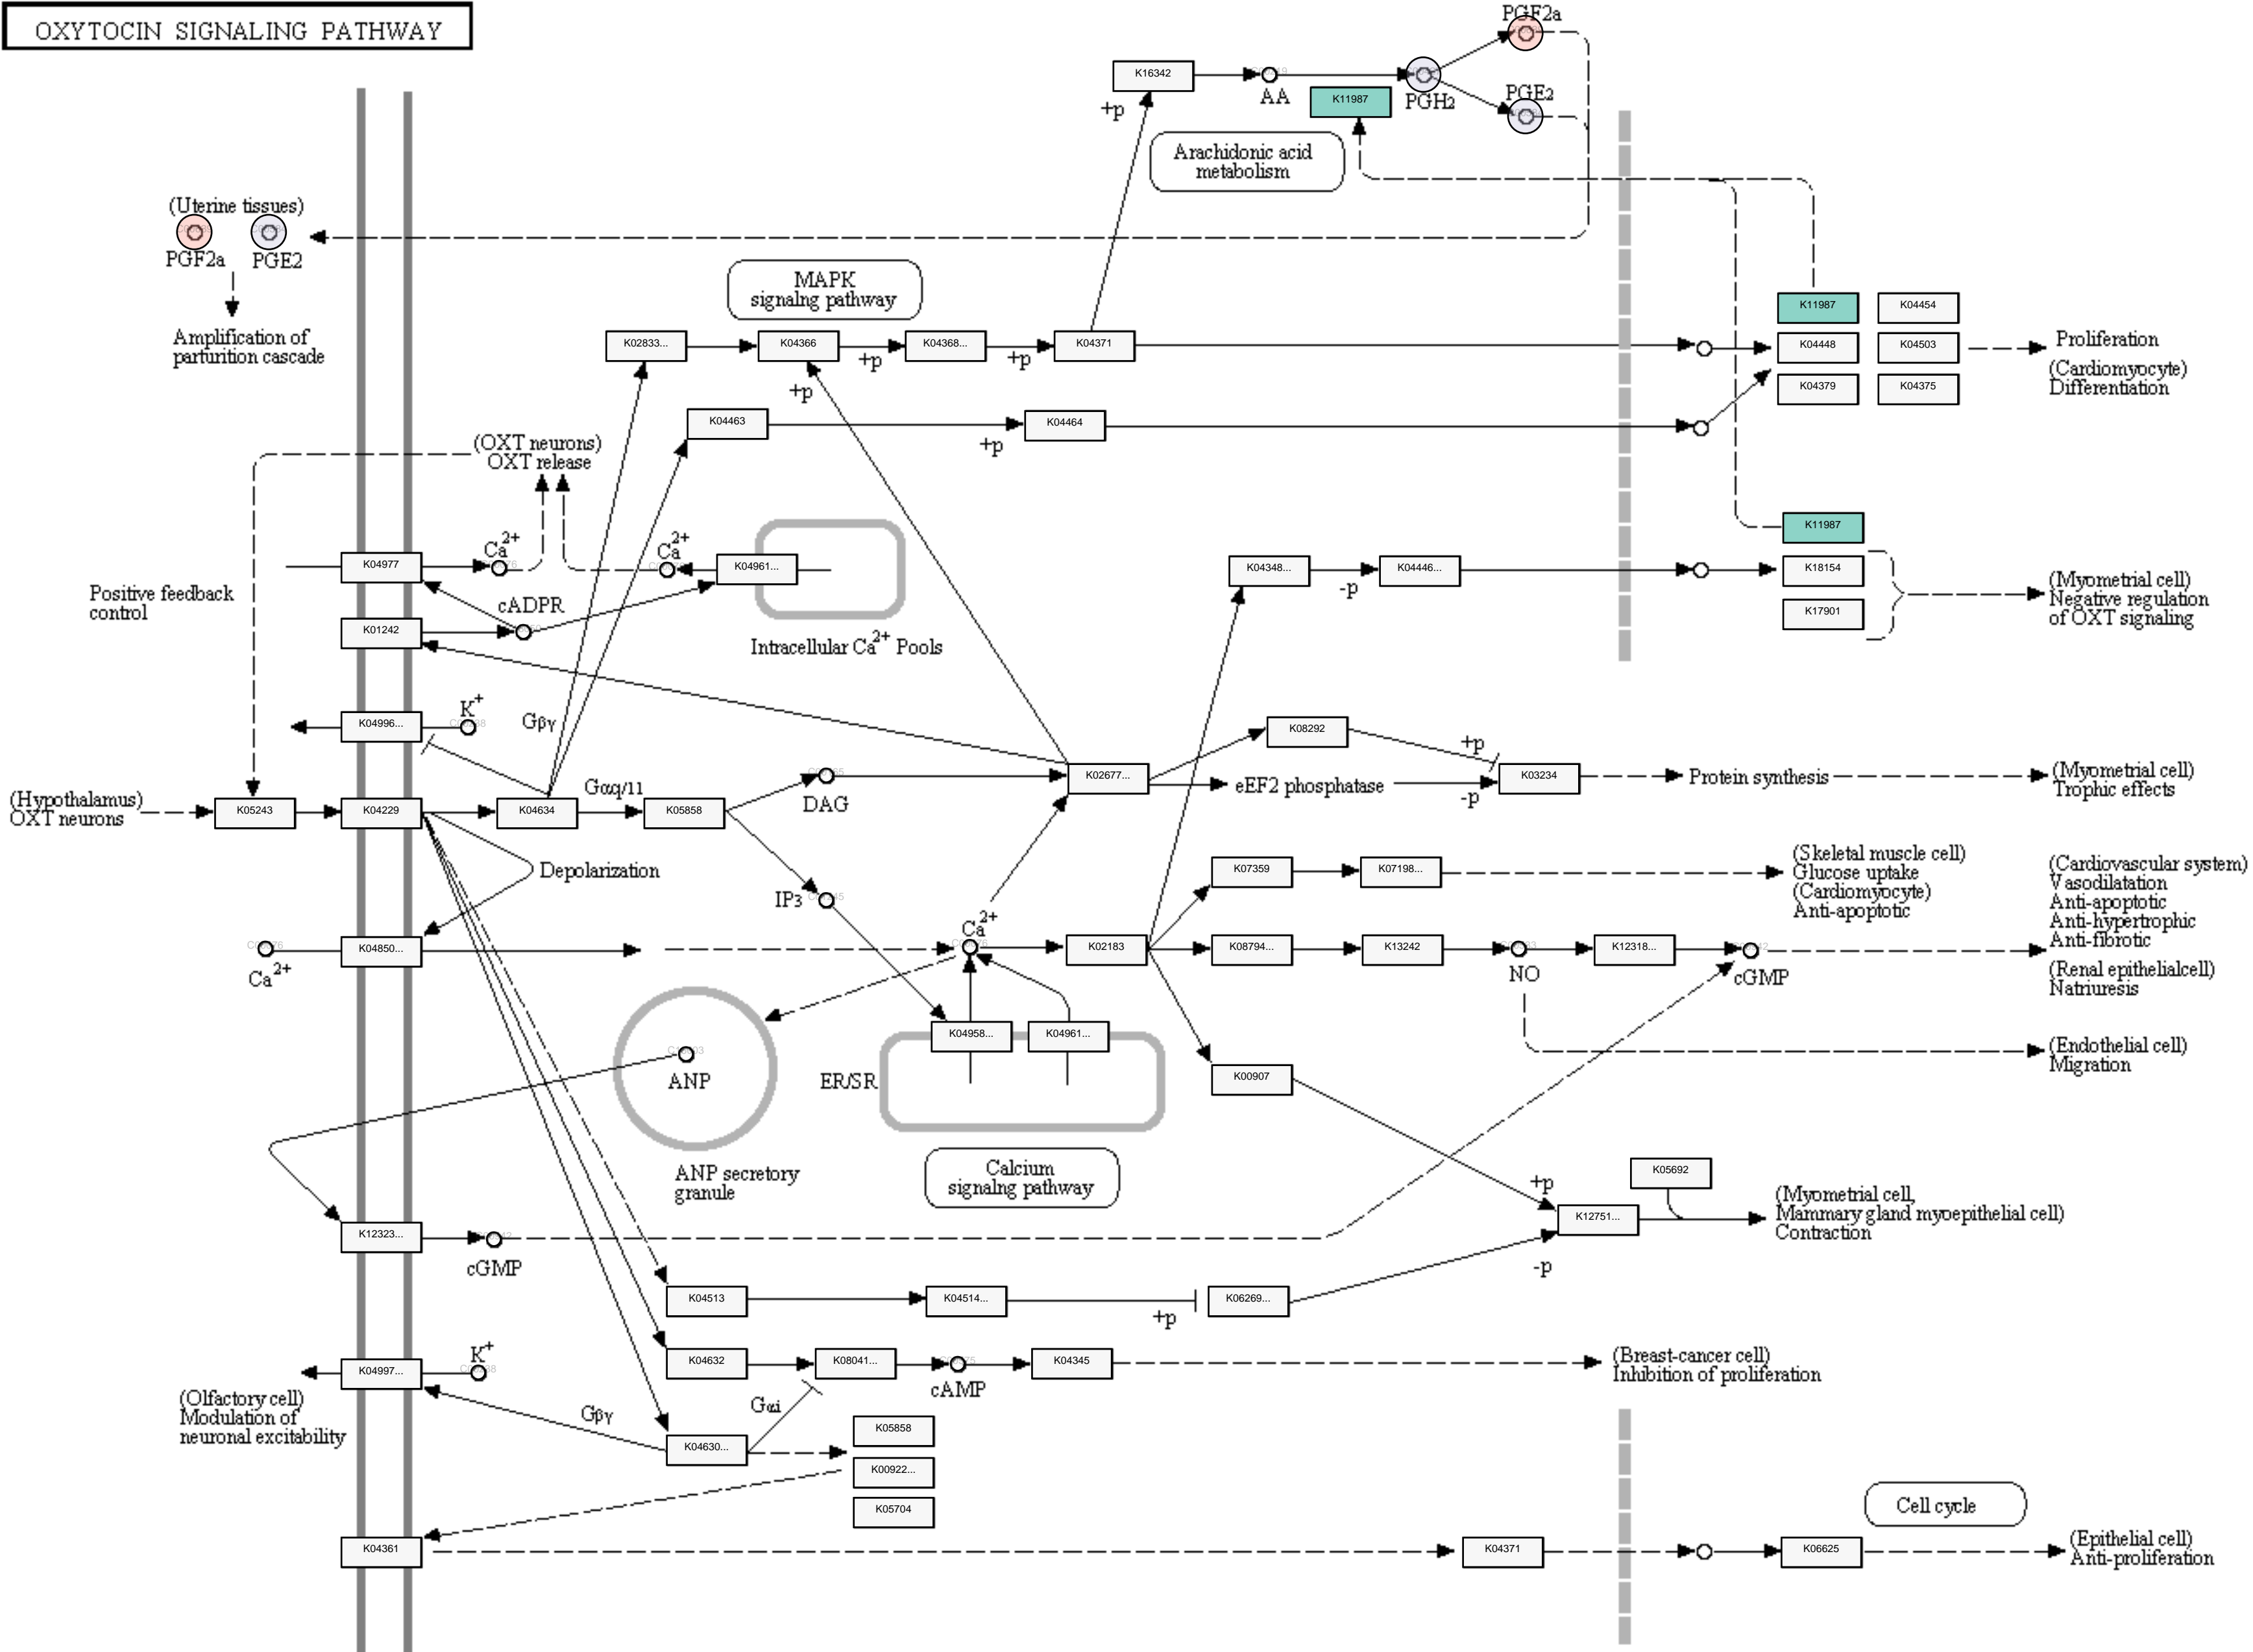 OXYTOCIN SIGNALING PATHWAY
PGF2a
K16342
AA
K11987
PGH2
PGE2
+p
Arachidonic acid
metabolism
(Uterine tissues)
PGF2a
PGE2
Amplification of
parturition cascade
MAPK
signalng pathway
K02833...
K04366
+p
K04368...
+p
K04371
+p
K11987
K04454
K04448
K04503
K04379
K04375
Proliferation
(Cardiomyocyte)
Differentiation
K04463
+p
K04464
(OXT neurons)
OXT release
Positive feedback
control
K04977
Ca2+
Ca2+
K04961...
cADPR
K01242
Intracellular Ca2+ Pools
K04348...
-p
K04446...
K11987
K18154
K17901
(Myometrial cell)
Negative regulation
of OXT signaling
K04996...
K+
Gβγ
K08292
+p
K02677...
eEF2 phosphatase
-p
K03234
Protein synthesis
(Myometrial cell)
Trophic effects
(Hypothalamus)
OXT neurons
K05243
K04229
K04634
Gαq/11
K05858
DAG
Depolarization
IP3
K07359
K07198...
(Skeletal muscle cell)
Glucose uptake
(Cardiomyocyte)
Anti-apoptotic
(Cardiovascular system)
Vasodilatation
Anti-apoptotic
Anti-hypertrophic
Anti-fibrotic
(Renal epithelialcell)
Natriuresis
Ca2+
K04850...
Ca2+
K02183
K08794...
K13242
NO
K12318...
cGMP
(Endothelial cell)
Migration
K04958...
K04961...
ER/SR
ANP
ANP secretory
granule
Calcium
signalng pathway
K00907
K05692
+p
K12751...
-p
(Myometrial cell,
Mammary gland myoepithelial cell)
Contraction
K12323...
cGMP
K04513
K04514...
+p
K06269...
K04632
K08041...
cAMP
K04345
(Breast-cancer cell)
Inhibition of proliferation
K04997...
K+
(Olfactory cell)
Modulation of
neuronal excitability
Gβγ
Gαi
K04630...
K05858
K00922...
K05704
Cell cycle
K04361
K04371
K06625
(Epithelial cell)
Anti-proliferation